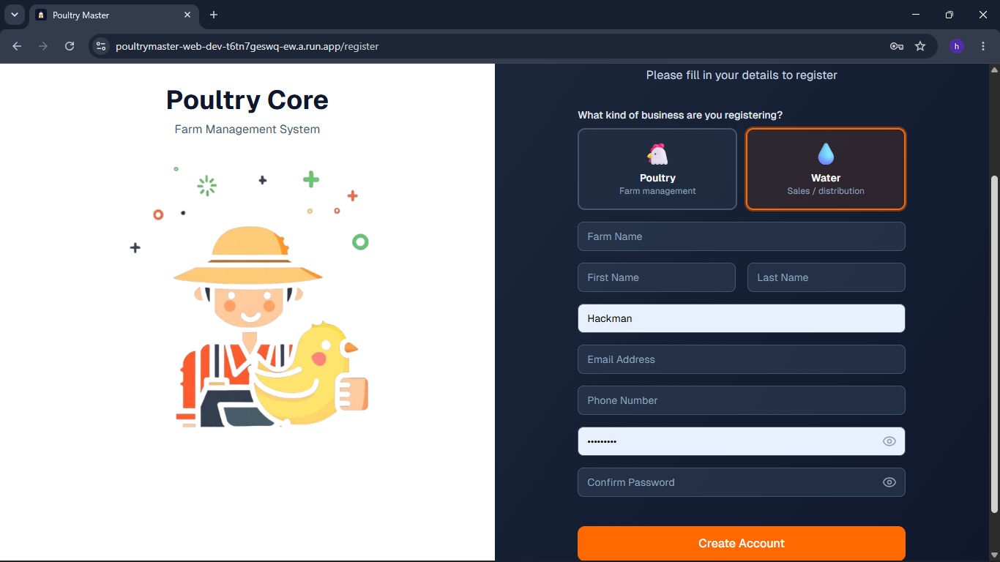 Poultry Master
poultrymaster-web-dev-t6tn7geswq-ew.a.run.app/register
h
Poultry Core
Farm Management System
Please fill in your details to register
What kind of business are you registering?
Poultry
Farm management
Water
Sales / distribution
Farm Name
First Name
Last Name
Hackman
Email Address
Phone Number
•••••••••
Confirm Password
Create Account